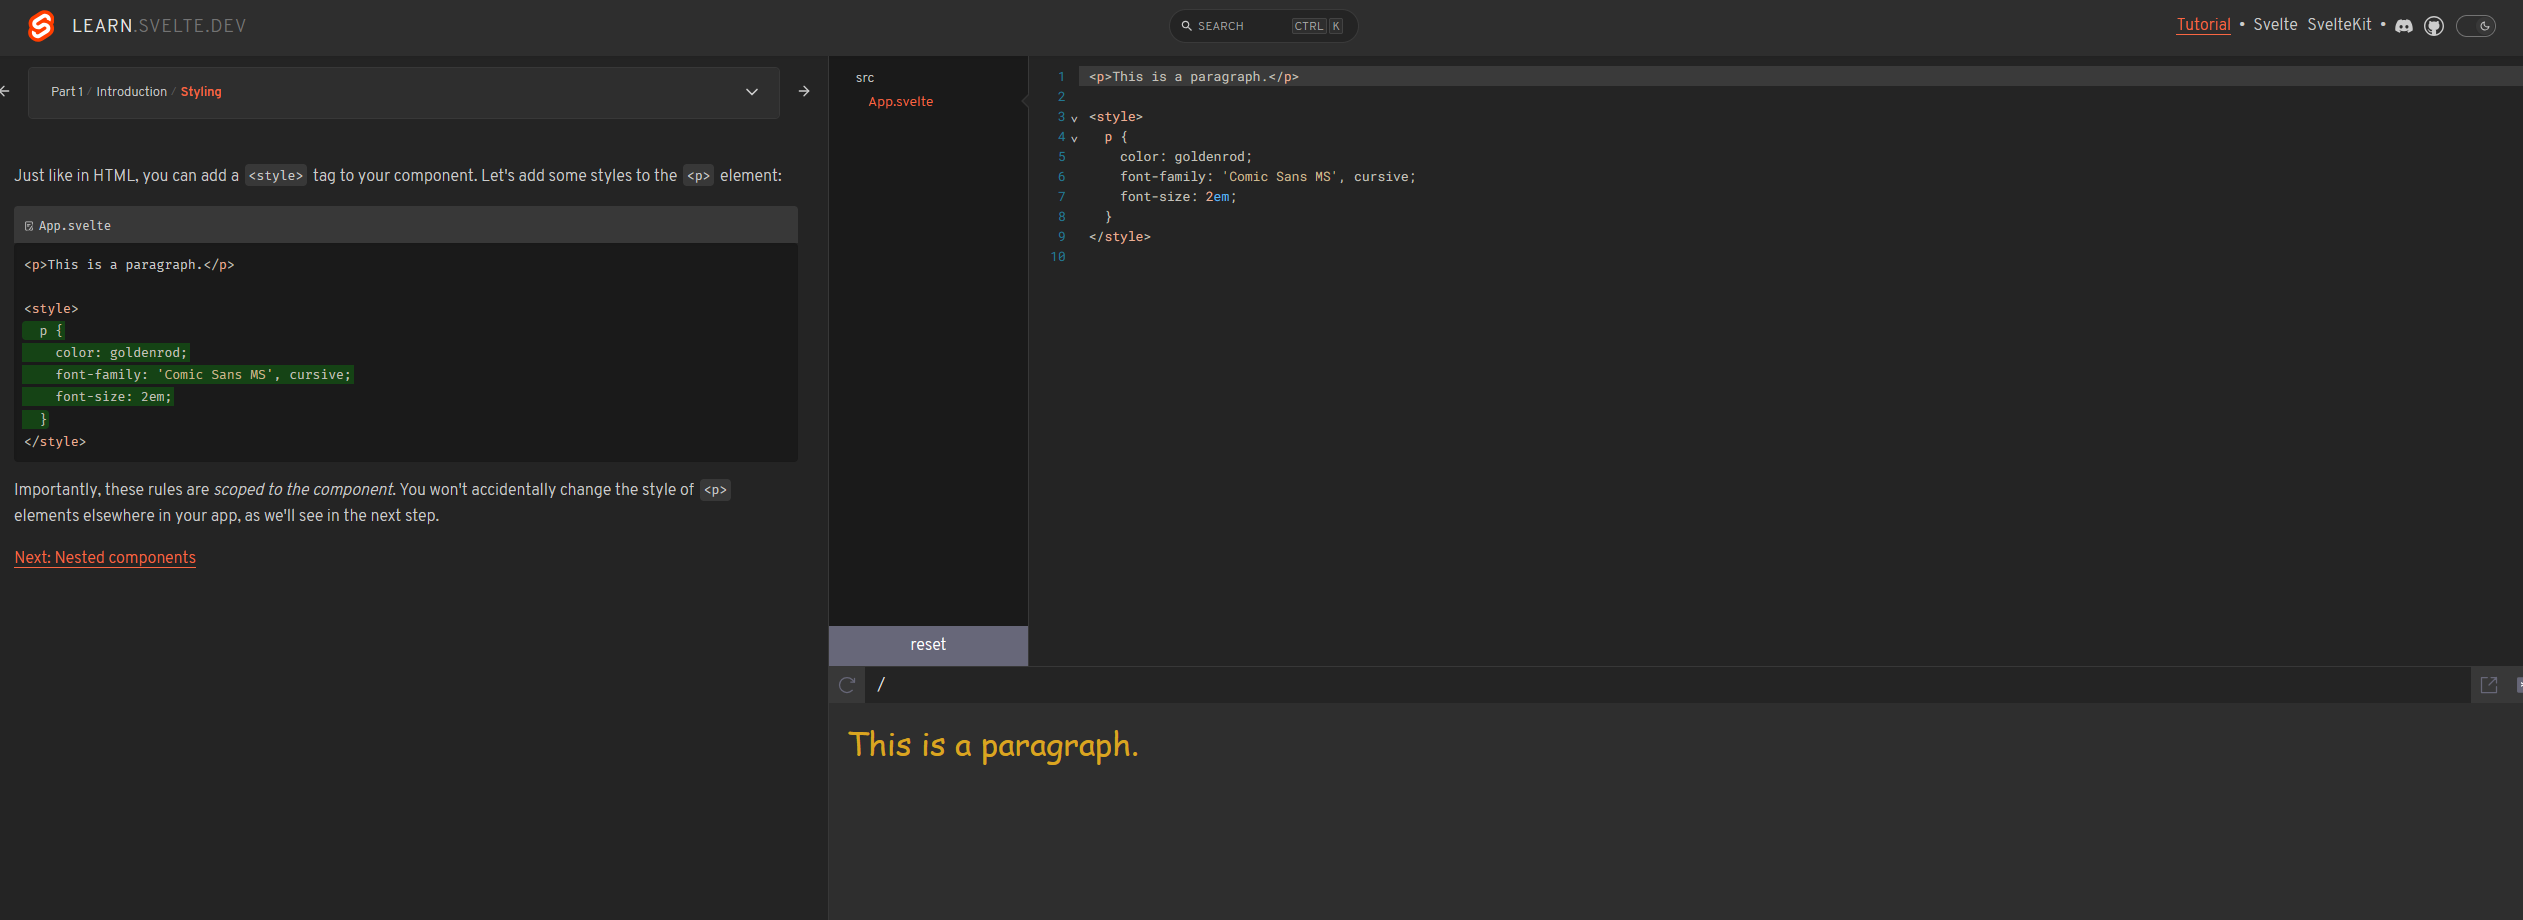 LEARN.SVELTE.DEV
SEARCH CTRL K
Tutorial • Svelte SvelteKit •
Part 1 / Introduction / Styling
Just like in HTML, you can add a <style> tag to your component. Let's add some styles to the <p> element:
App.svelte
<p>This is a paragraph.</p>
<style>
p {
color: goldenrod;
font-family: 'Comic Sans MS', cursive;
font-size: 2em;
}
</style>
Importantly, these rules are scoped to the component. You won't accidentally change the style of <p>
elements elsewhere in your app, as we'll see in the next step.
Next: Nested components
src
App.svelte
reset
1 <p>This is a paragraph.</p>
2
3 <style>
4 p {
5 color: goldenrod;
6 font-family: 'Comic Sans MS', cursive;
7 font-size: 2em;
8 }
9 </style>
10
/
This is a paragraph.